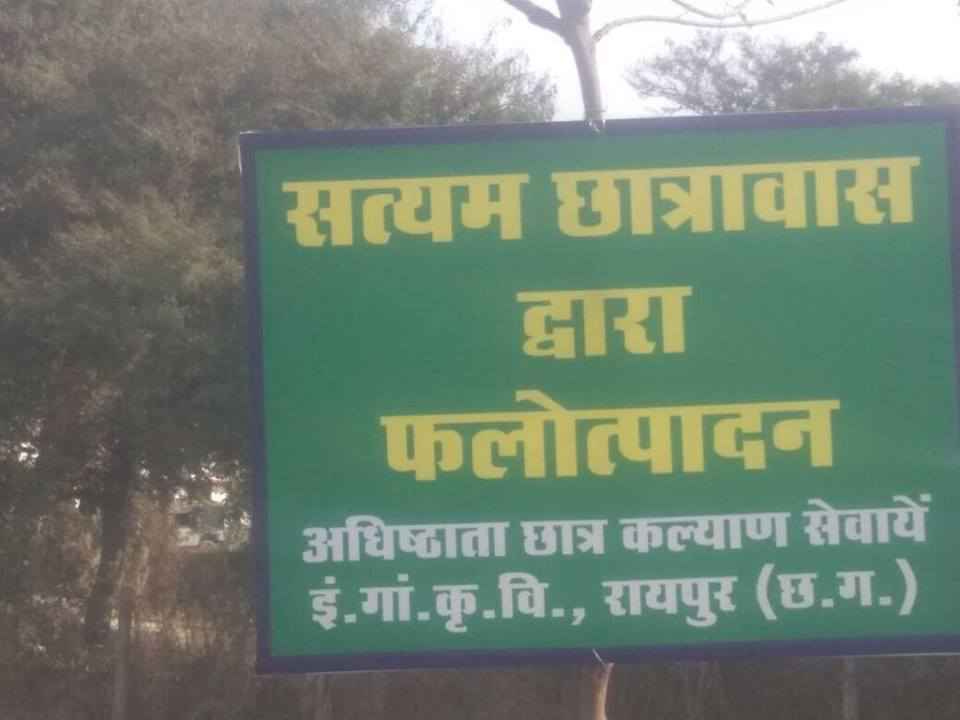 सत्यम छात्रावास
द्वारा
फलोत्पादन
अधिष्ठाता छात्र कल्याण सेवायें
इं.गां.कृ.वि., रायपुर (छ.ग.)